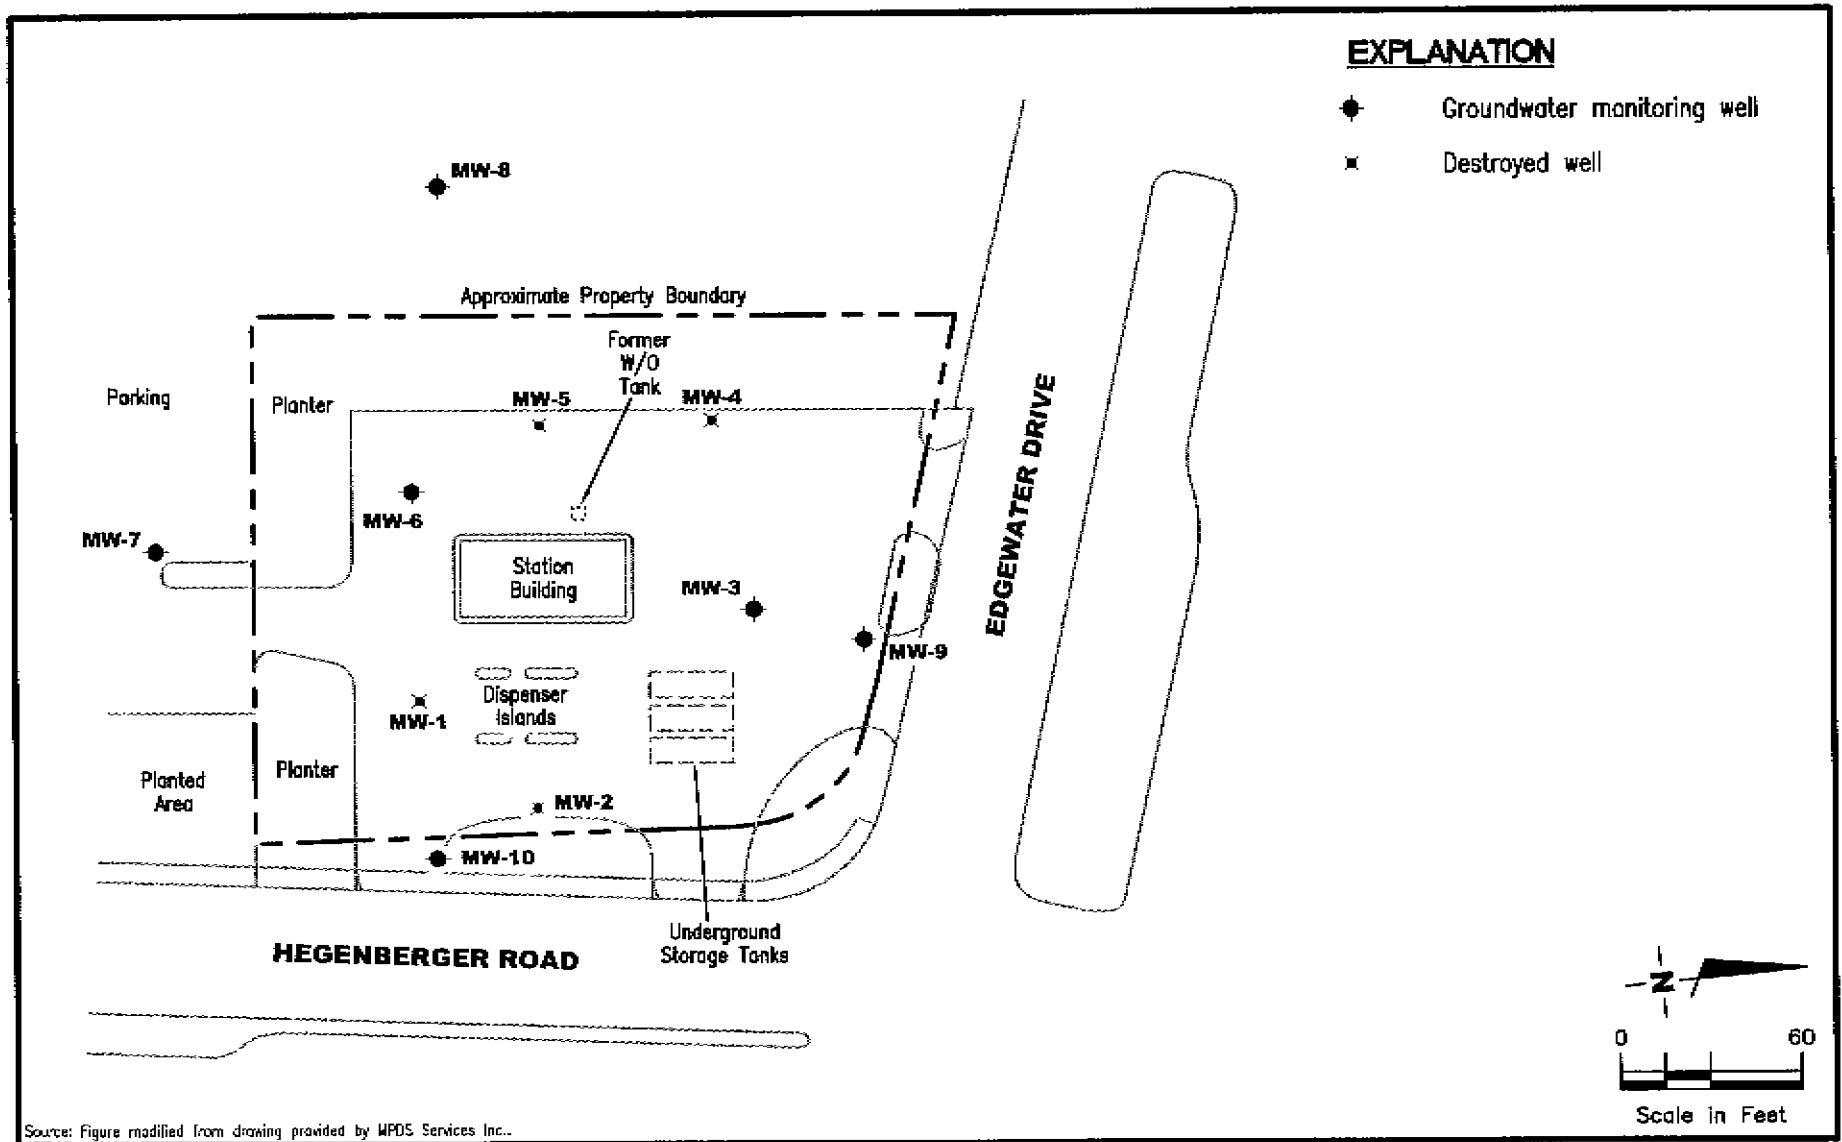 EXPLANATION
Groundwater monitoring well
Destroyed well
MW-8
Approximate Property Boundary
Former
W/O
Tank
Parking
Planter
MW-5
MW-4
MW-6
MW-7
Station
Building
MW-3
MW-9
EDGEWATER DRIVE
Dispenser
Islands
MW-1
Planted
Area
Planter
MW-2
MW-10
Underground
Storage Tanks
HEGENBERGER ROAD
N
0 60
Scale in Feet
Source: Figure modified from drawing provided by MPDS Services Inc..